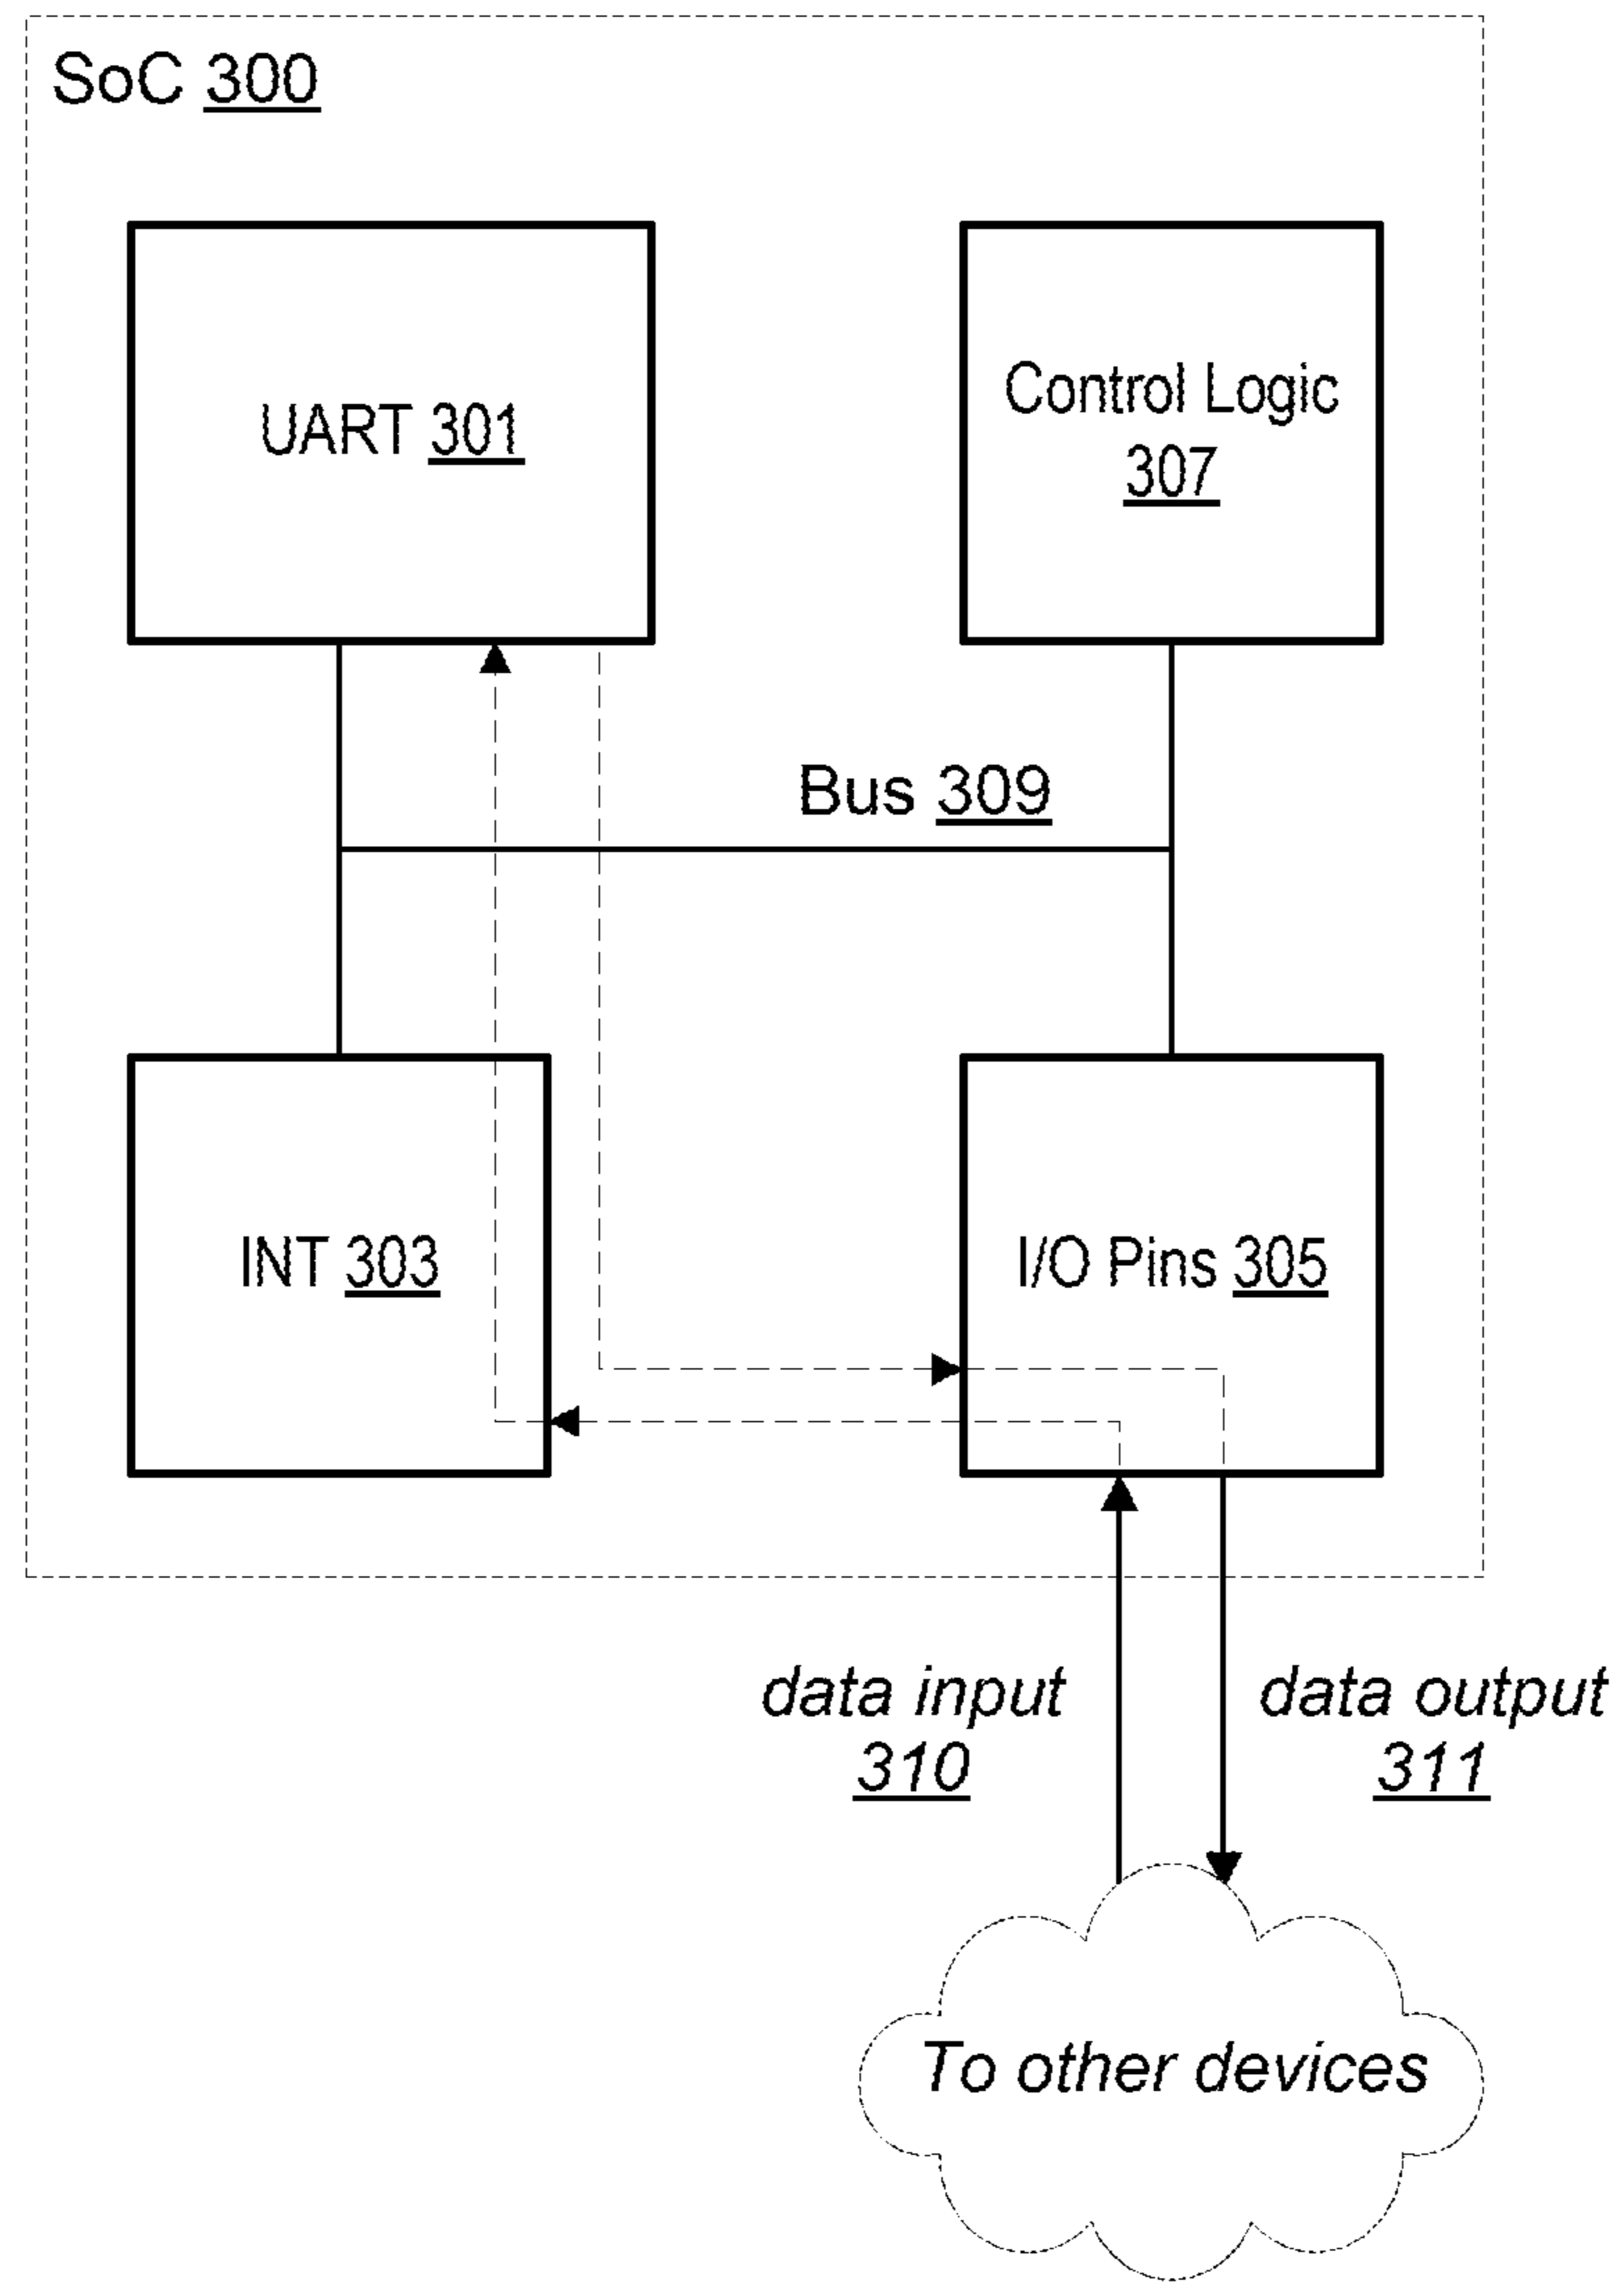 SoC 300
UART 301
Control Logic
307
Bus 309
INT 303
I/O Pins 305
data input
310
data output
311
To other devices